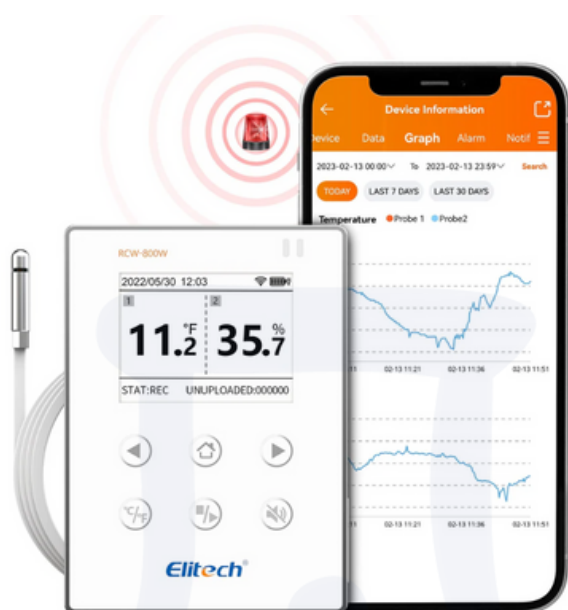 Device Information
Device Data Graph Alarm Notif
2023-02-13 00:00 To 2023-02-13 23:59 Search
TODAY LAST 7 DAYS LAST 30 DAYS
Temperature Probe 1 Probe2
11 02-13 11:21 02-13 11:36 02-13 11:51
11 02-13 11:21 02-13 11:36 02-13 11:51
RCW-800W
2022/05/30 12:03
1 2
11.2 °F 35.7 %
STAT:REC UNUPLOADED:000000
°C/°F
Elitech®